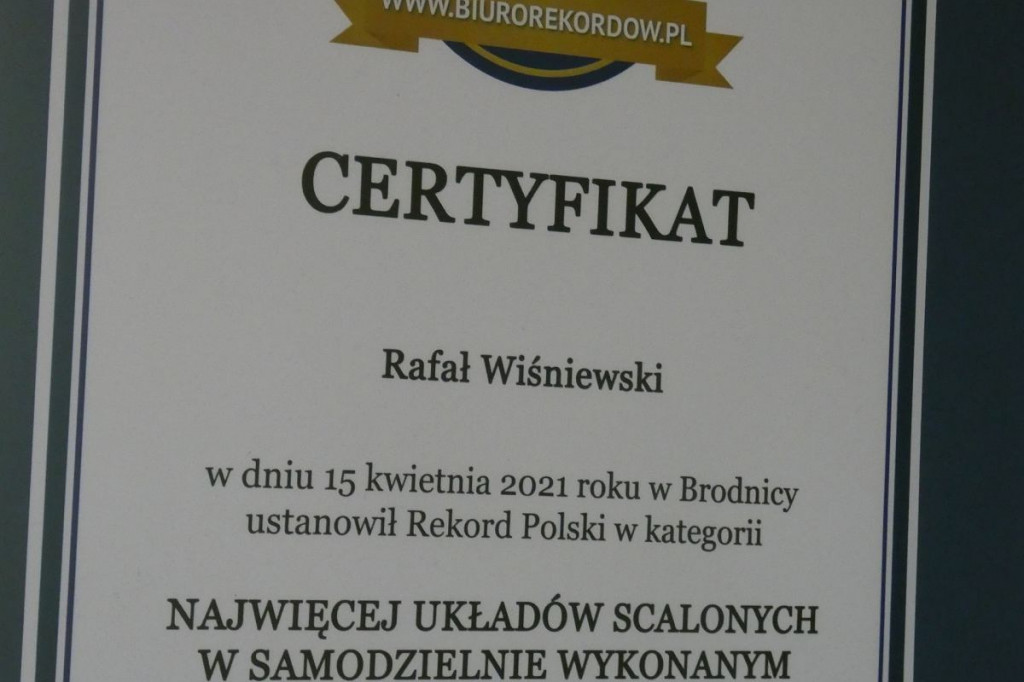 WWW.BIUROREKORDOW.PL
CERTYFIKAT
Rafał Wiśniewski
w dniu 15 kwietnia 2021 roku w Brodnicy
ustanowił Rekord Polski w kategorii
NAJWIĘCEJ UKŁADÓW SCALONYCH
W SAMODZIELNIE WYKONANYM